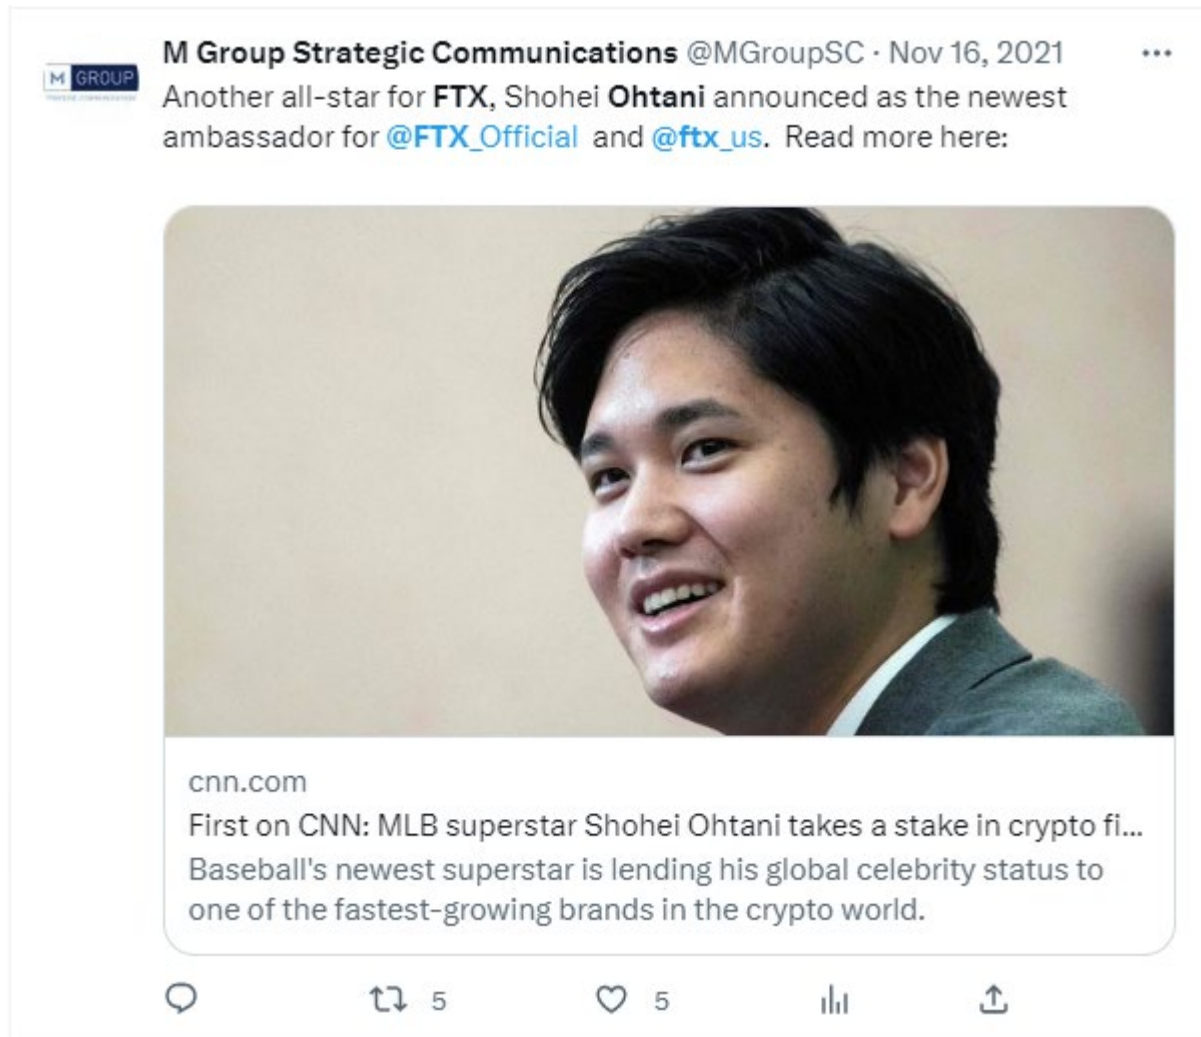 M Group Strategic Communications @MGroupSC · Nov 16, 2021 ···
M GROUP
Another all-star for FTX, Shohei Ohtani announced as the newest
ambassador for @FTX_Official and @ftx_us. Read more here:
cnn.com
First on CNN: MLB superstar Shohei Ohtani takes a stake in crypto fi...
Baseball's newest superstar is lending his global celebrity status to
one of the fastest-growing brands in the crypto world.
5 5